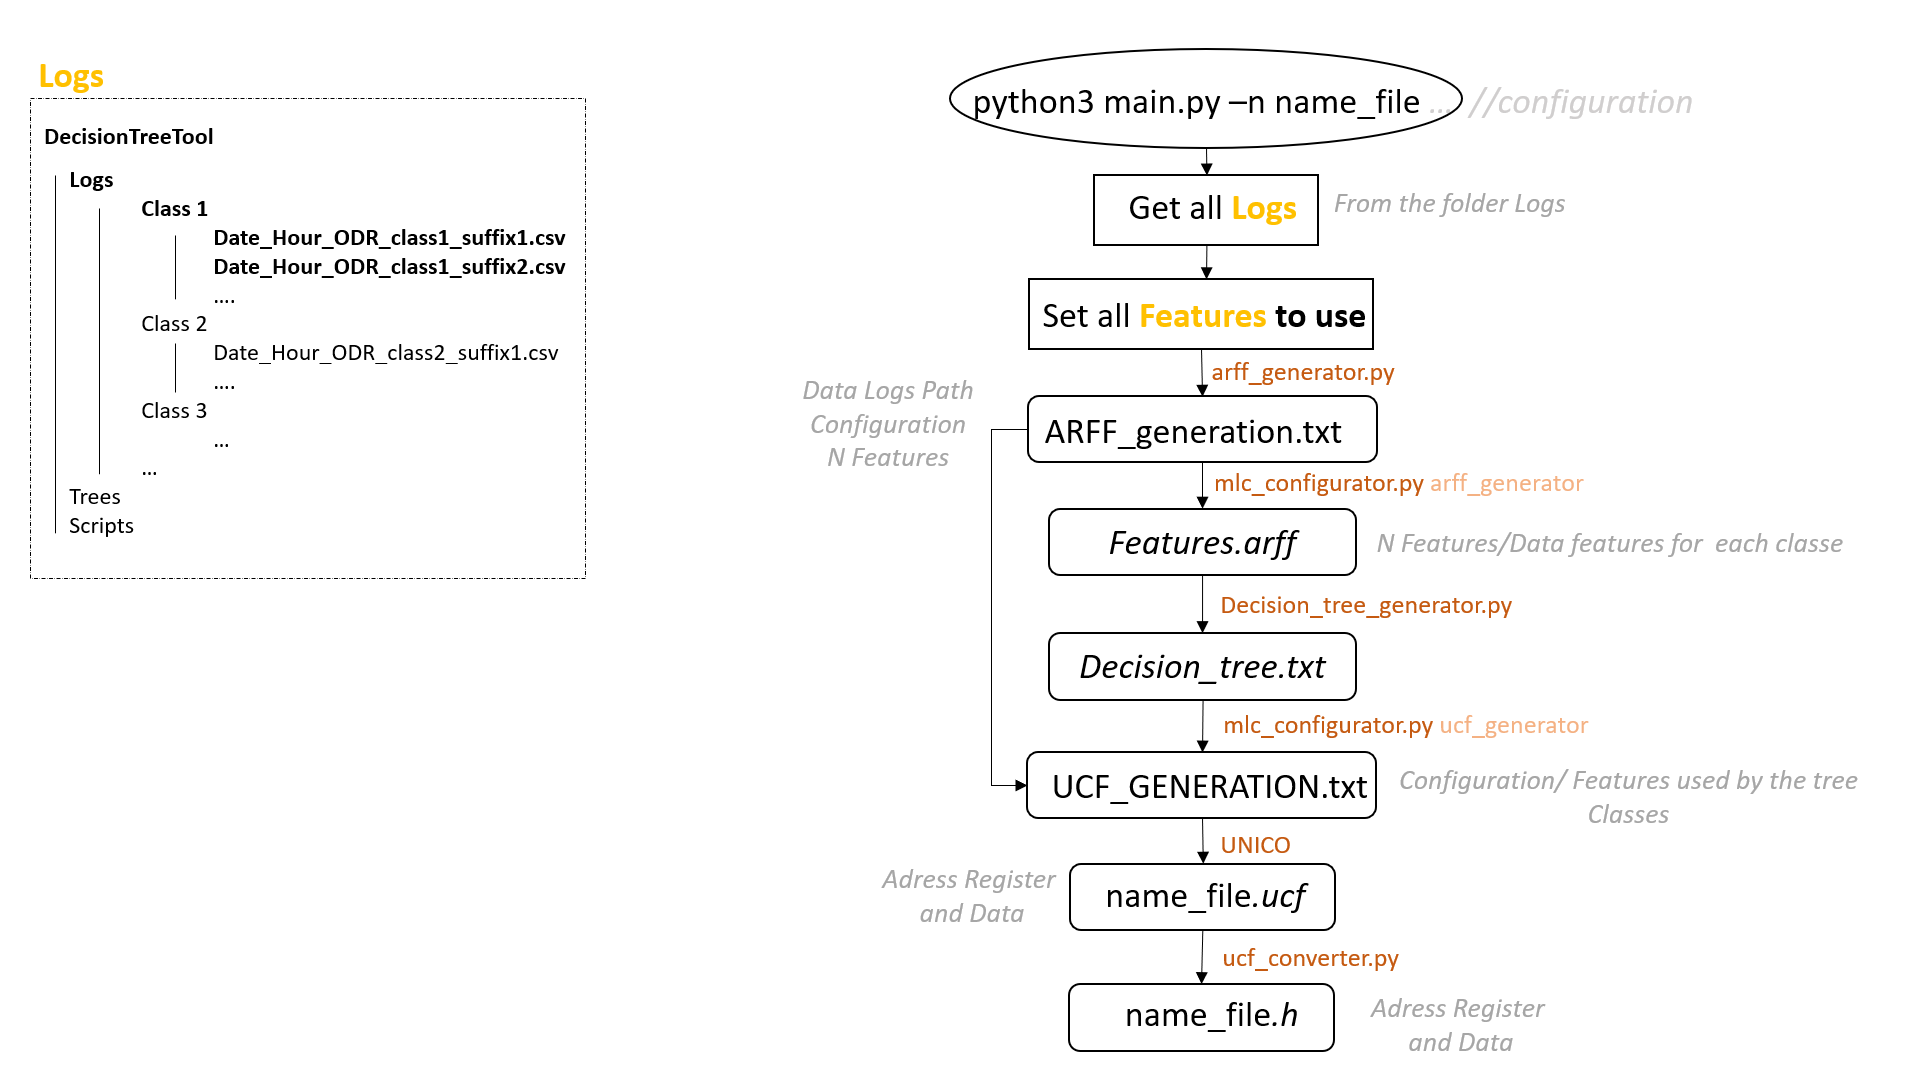 Logs
DecisionTreeTool
Logs
Class 1
Date_Hour_ODR_class1_suffix1.csv
Date_Hour_ODR_class1_suffix2.csv
....
Class 2
Date_Hour_ODR_class2_suffix1.csv
....
Class 3
...
...
Trees
Scripts
python3 main.py –n name_file ... //configuration
Get all Logs
From the folder Logs
Set all Features to use
arff_generator.py
Data Logs Path
Configuration
N Features
ARFF_generation.txt
mlc_configurator.py arff_generator
Features.arff
N Features/Data features for each classe
Decision_tree_generator.py
Decision_tree.txt
mlc_configurator.py ucf_generator
UCF_GENERATION.txt
Configuration/ Features used by the tree
Classes
UNICO
Adress Register
and Data
name_file.ucf
ucf_converter.py
name_file.h
Adress Register
and Data